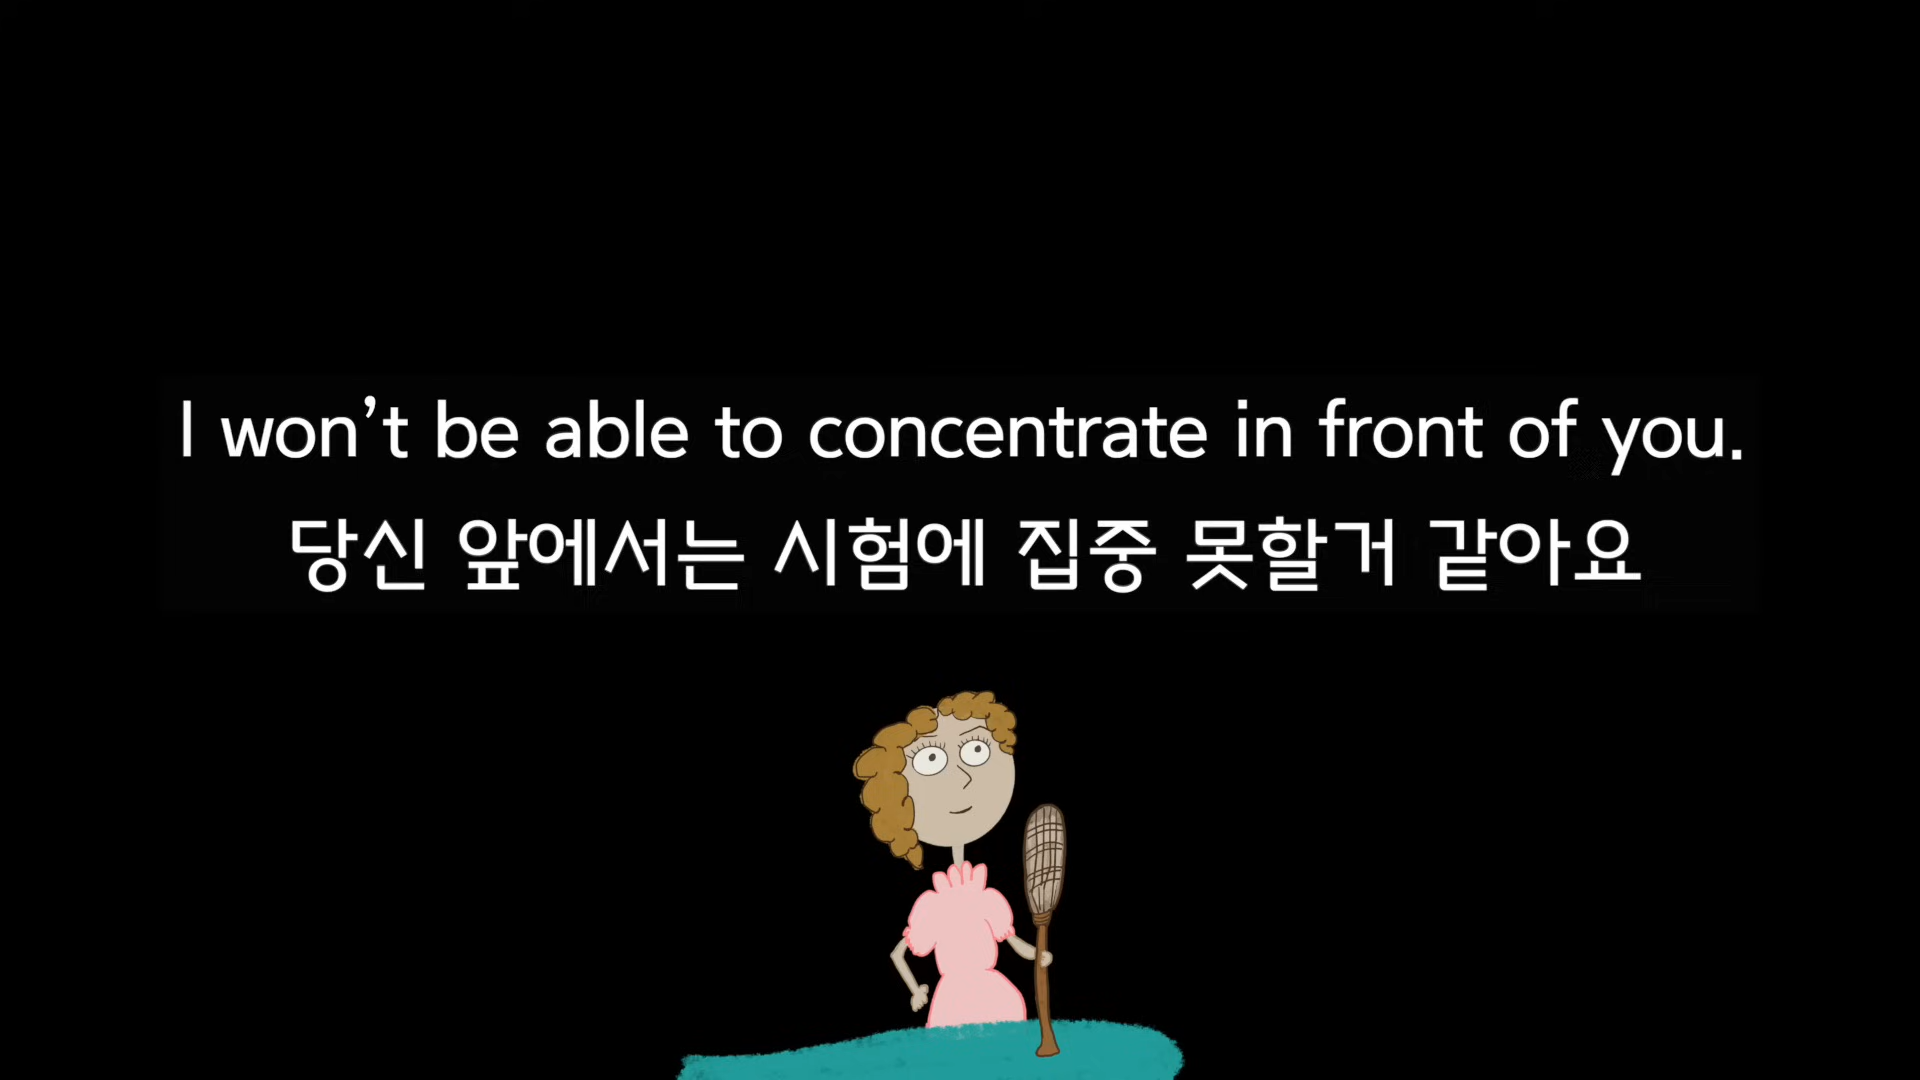 I won’t be able to concentrate in front of you.
당신 앞에서는 시험에 집중 못할거 같아요